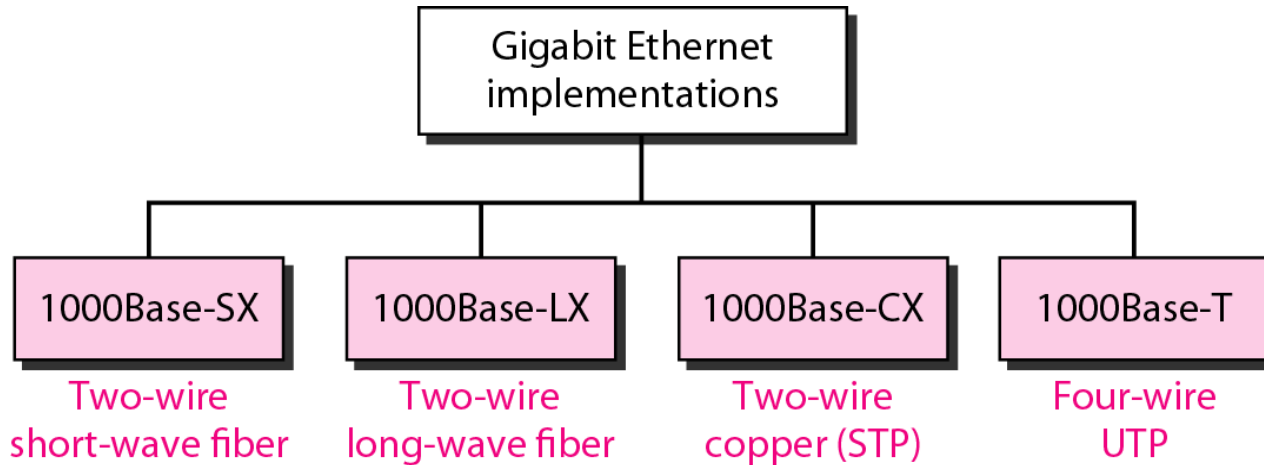 Gigabit Ethernet
implementations
1000Base-SX
Two-wire
short-wave fiber
1000Base-LX
Two-wire
long-wave fiber
1000Base-CX
Two-wire
copper (STP)
1000Base-T
Four-wire
UTP